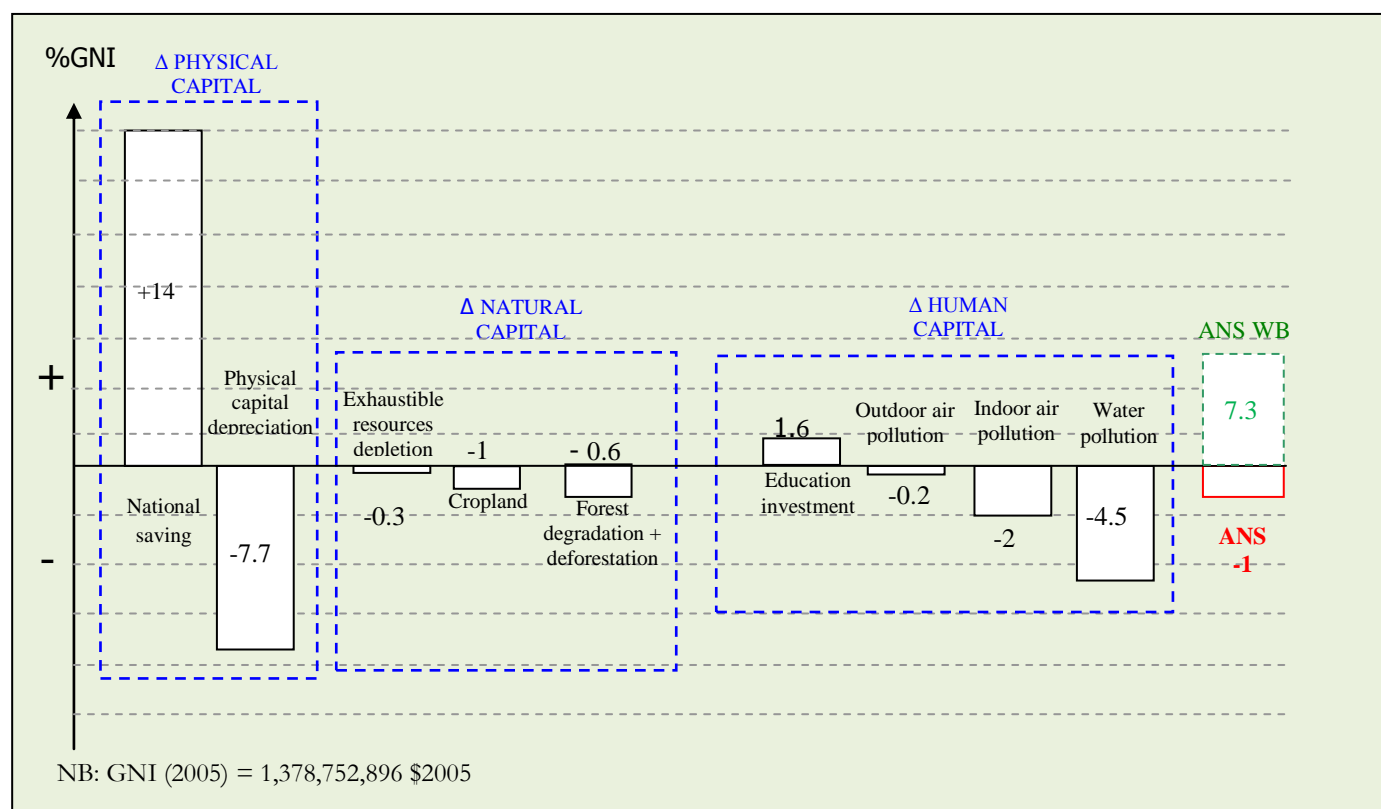 %GNI
Δ PHYSICAL
CAPITAL
+14
Δ NATURAL
CAPITAL
Δ HUMAN
CAPITAL
ANS WB
+
Physical
capital
depreciation
Exhaustible
resources
depletion
-1
- 0.6
1.6
Outdoor air
pollution
Indoor air
pollution
Water
pollution
7.3
National
saving
-7.7
-0.3
Cropland
Forest
degradation +
deforestation
Education
investment
-0.2
-2
-4.5
ANS
-1
-
NB: GNI (2005) = 1,378,752,896 $2005